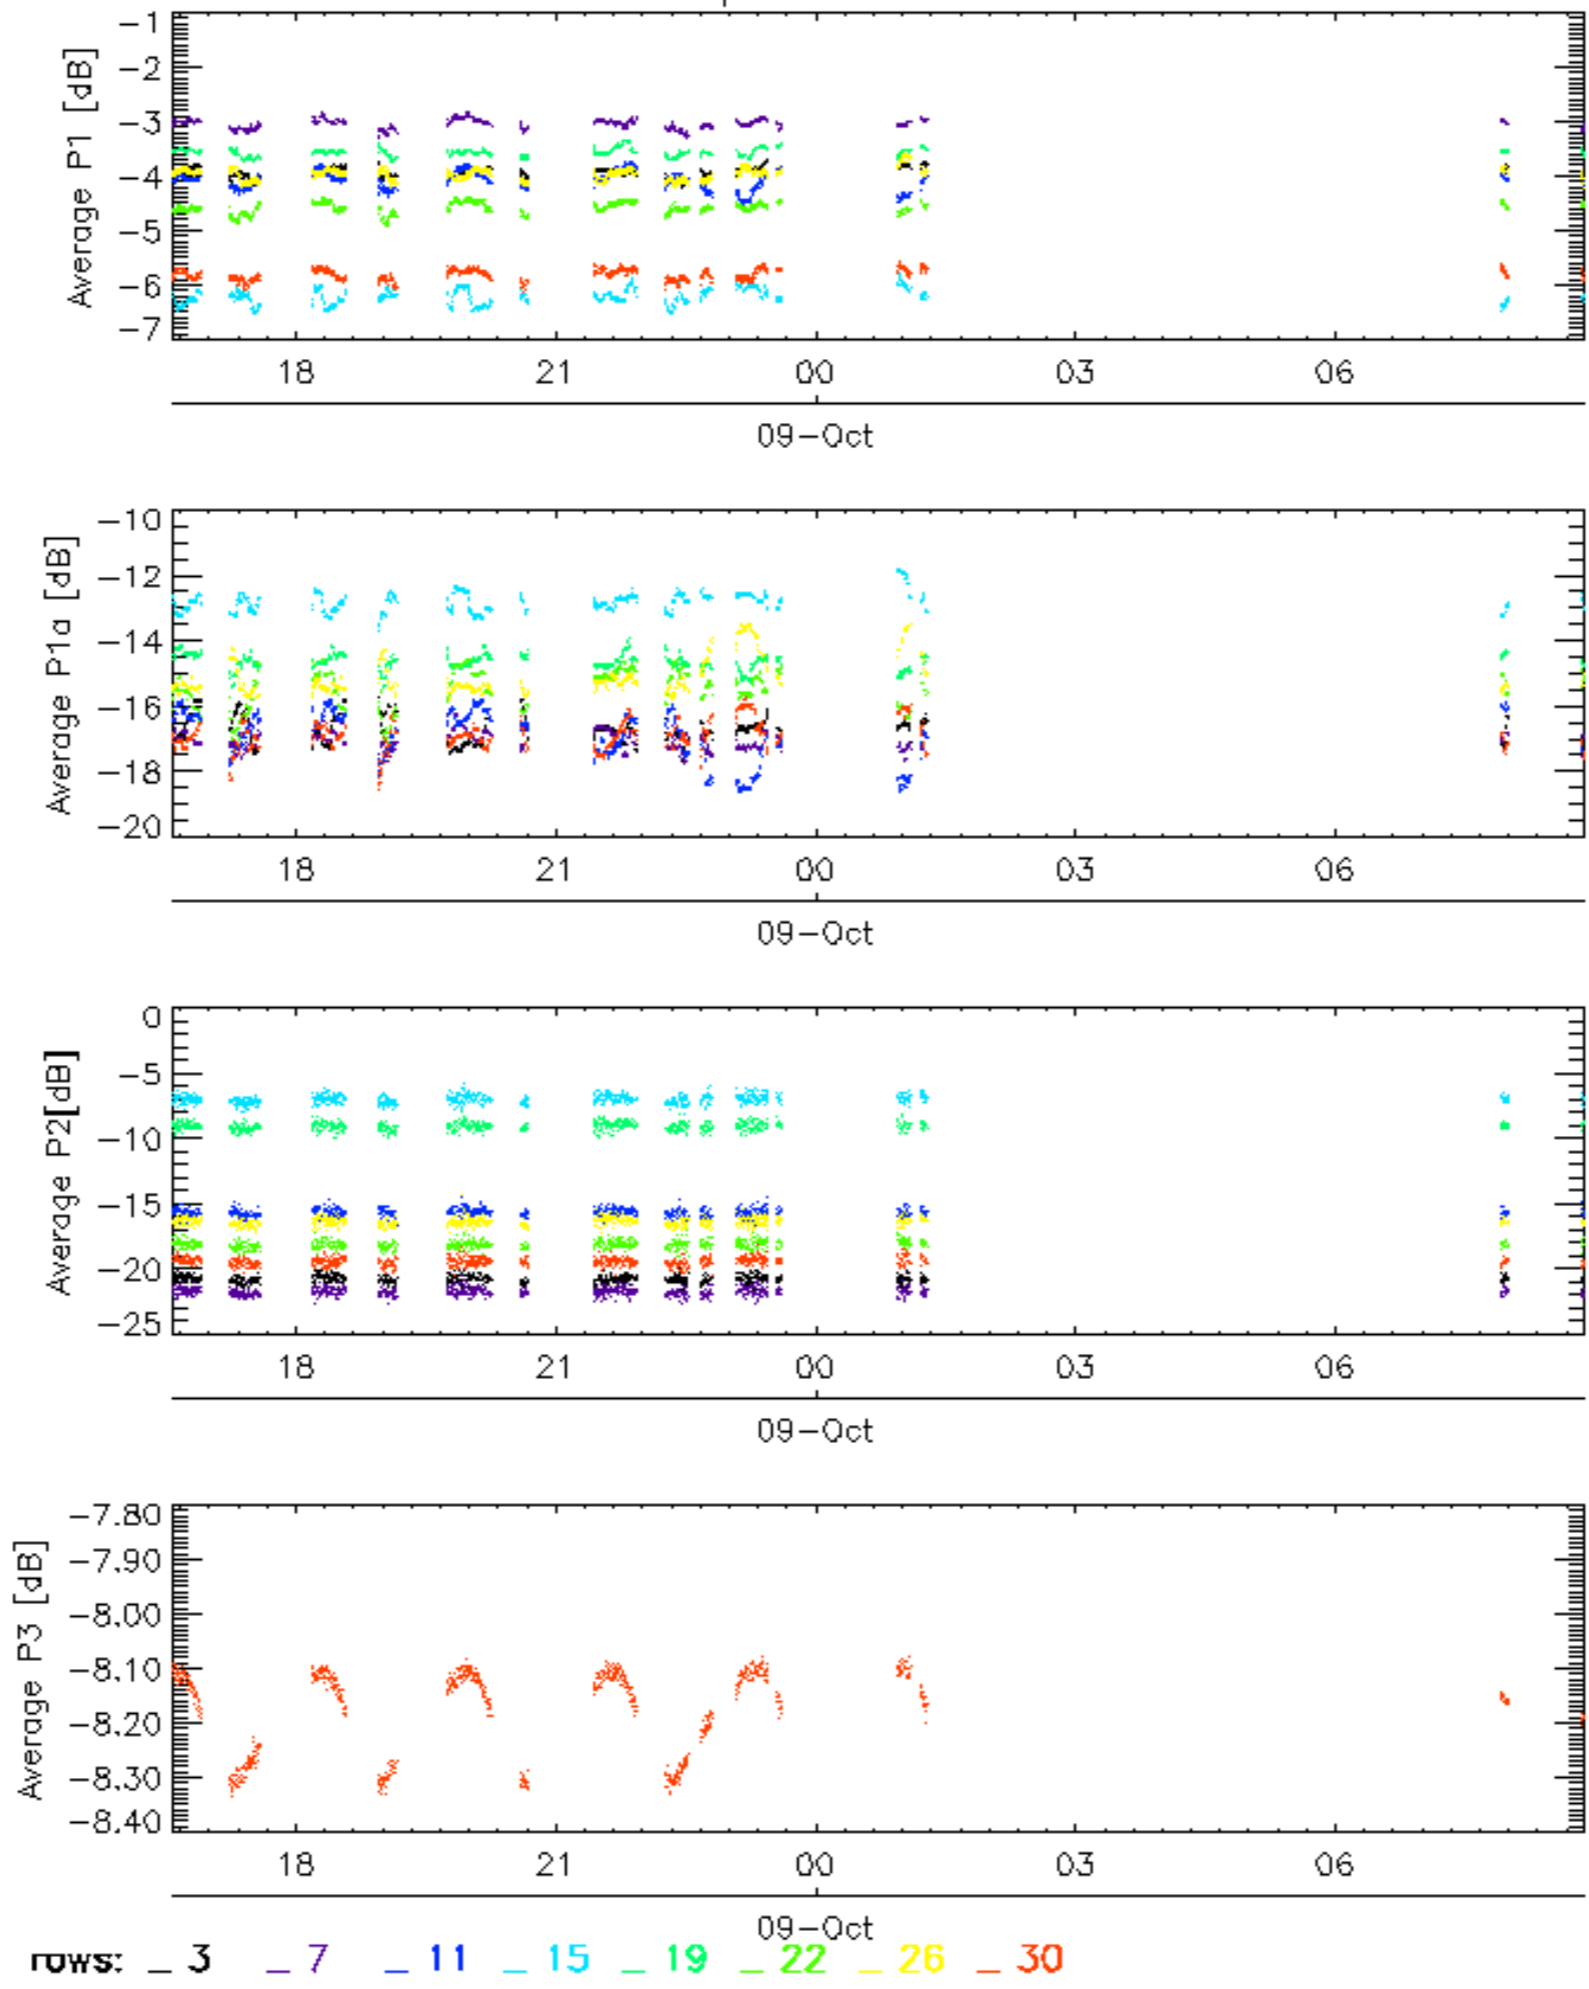 Average P1 [dB]
-1
-2
-3
-4
-5
-6
-7
18 21 00 03 06
09-Oct
Average P1a [dB]
-10
-12
-14
-16
-18
-20
18 21 00 03 06
09-Oct
Average P2[dB]
0
-5
-10
-15
-20
-25
18 21 00 03 06
09-Oct
Average P3 [dB]
-7.80
-7.90
-8.00
-8.10
-8.20
-8.30
-8.40
18 21 00 03 06
09-Oct
rows: _ 3 _ 7 _ 11 _ 15 _ 19 _ 22 _ 26 _ 30